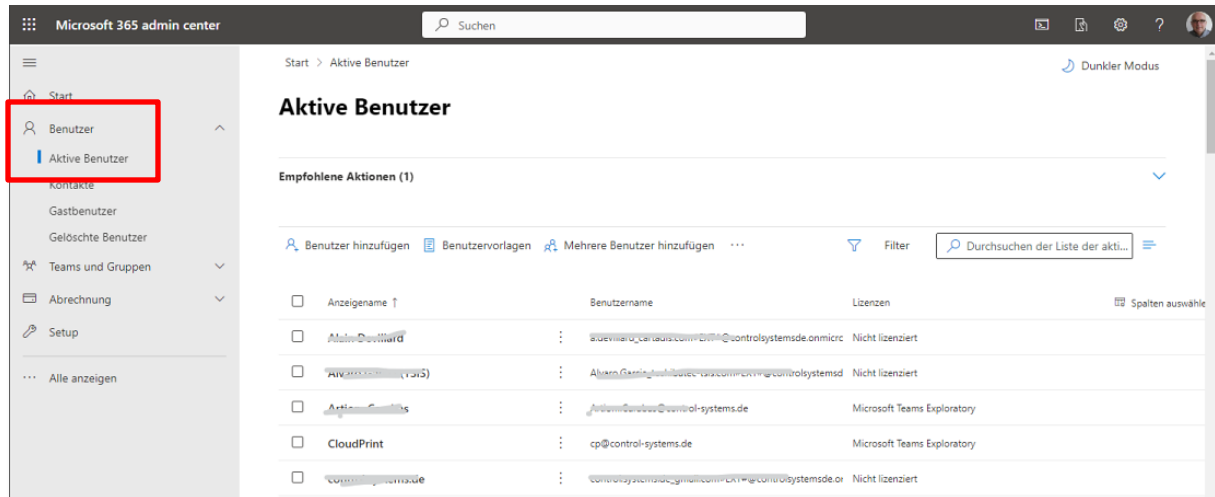 Microsoft 365 admin center
Suchen
Start > Aktive Benutzer
Dunkler Modus
Start
Aktive Benutzer
Benutzer
Aktive Benutzer
Empfohlene Aktionen (1)
Kontakte
Gastbenutzer
Gelöschte Benutzer
Benutzer hinzufügen Benutzervorlagen Mehrere Benutzer hinzufügen ... Filter Durchsuchen der Liste der akti...
Teams und Gruppen
Abrechnung
Anzeigename ↑ Benutzername Lizenzen Spalten auswähle
Setup
Nicht lizenziert
... Alle anzeigen
Nicht lizenziert
Microsoft Teams Exploratory
CloudPrint cp@control-systems.de Microsoft Teams Exploratory
Nicht lizenziert